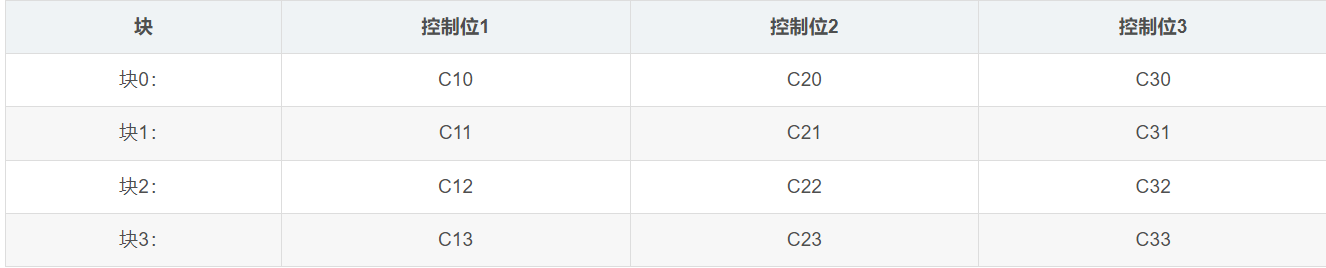 块 控制位1 控制位2 控制位3
块0： C10 C20 C30
块1： C11 C21 C31
块2： C12 C22 C32
块3： C13 C23 C33